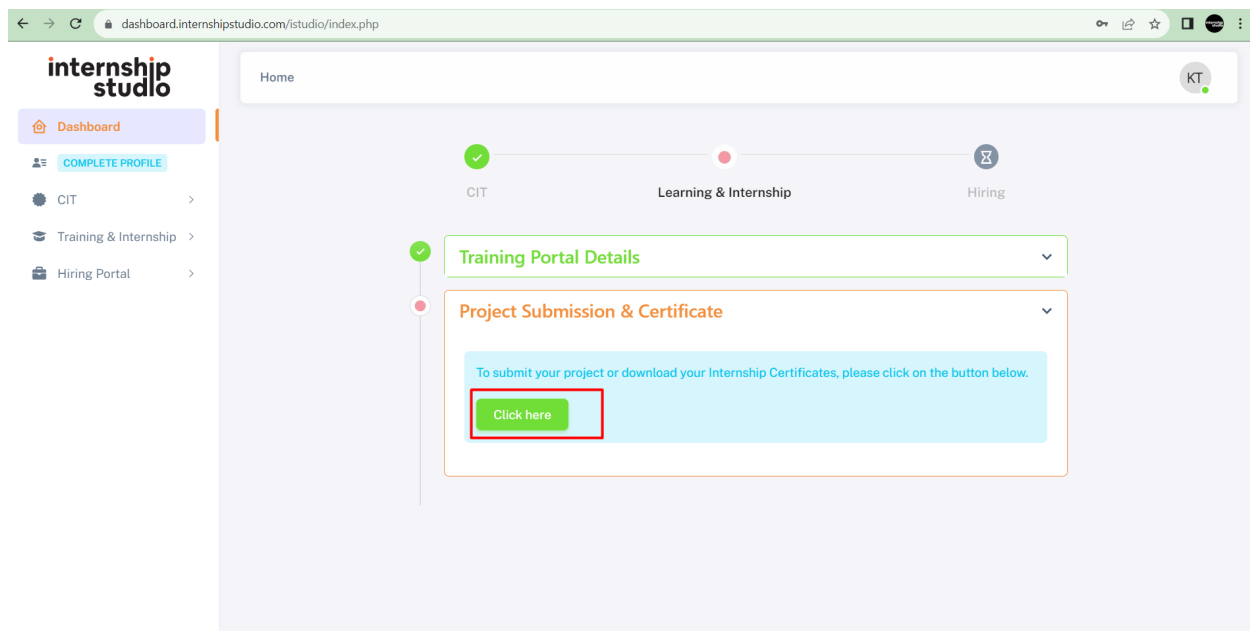 dashboard.internshipstudio.com/istudio/index.php
internship
studio
Home
KT
Dashboard
COMPLETE PROFILE
CIT
Training & Internship
Hiring Portal
CIT
Learning & Internship
Hiring
Training Portal Details
Project Submission & Certificate
To submit your project or download your Internship Certificates, please click on the button below.
Click here